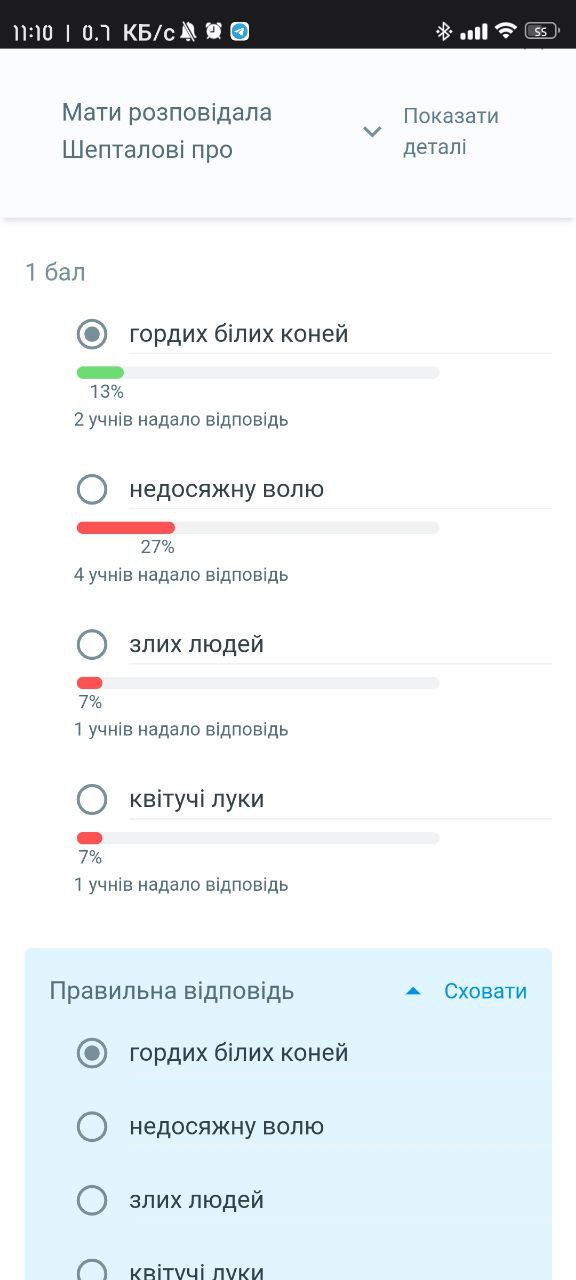 11:10 | 0.7 КБ/с
55
Мати розповідала
Шепталові про
Показати
деталі
1 бал
гордих білих коней
13%
2 учнів надало відповідь
недосяжну волю
27%
4 учнів надало відповідь
злих людей
7%
1 учнів надало відповідь
квітучі луки
7%
1 учнів надало відповідь
Правильна відповідь
Сховати
гордих білих коней
недосяжну волю
злих людей
квітучі луки